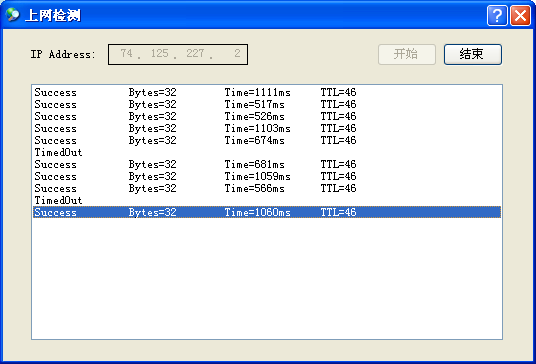 上网检测
IP Address: 74 . 125 . 227 . 2 开始 结束
Success Bytes=32 Time=1111ms TTL=46
Success Bytes=32 Time=517ms TTL=46
Success Bytes=32 Time=526ms TTL=46
Success Bytes=32 Time=1103ms TTL=46
Success Bytes=32 Time=674ms TTL=46
TimedOut
Success Bytes=32 Time=681ms TTL=46
Success Bytes=32 Time=1059ms TTL=46
Success Bytes=32 Time=566ms TTL=46
TimedOut
Success Bytes=32 Time=1060ms TTL=46